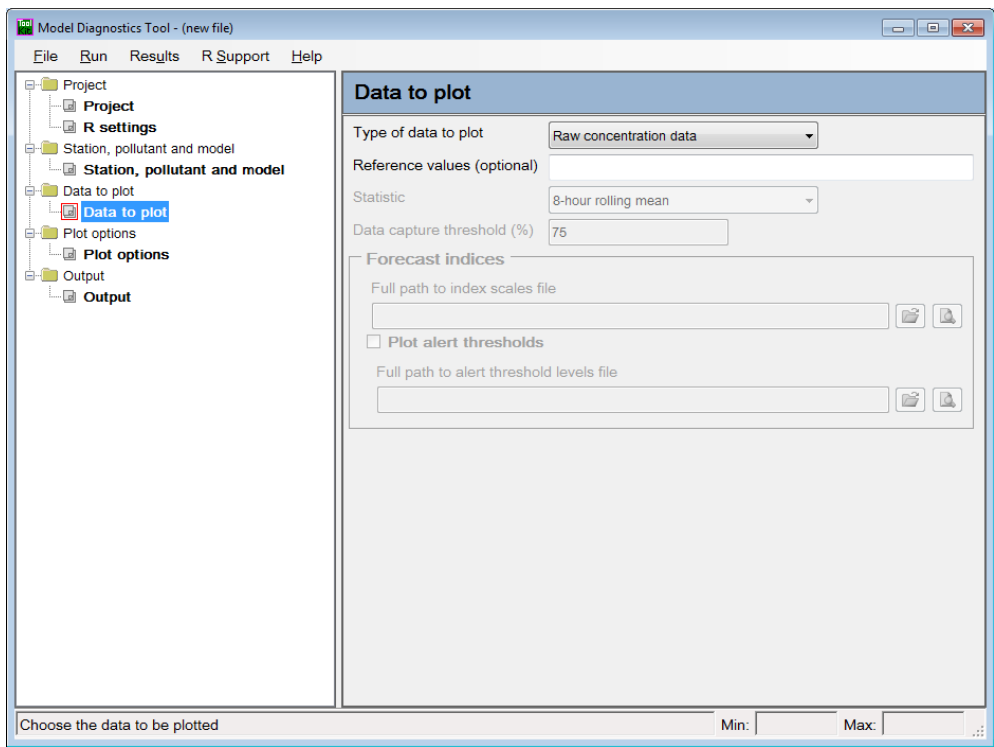 Tool
Kit
Model Diagnostics Tool - (new file)
File Run Results R Support Help
Project
Project
R settings
Station, pollutant and model
Station, pollutant and model
Data to plot
Data to plot
Plot options
Plot options
Output
Output
Data to plot
Type of data to plot Raw concentration data
Reference values (optional)
Statistic 8-hour rolling mean
Data capture threshold (%) 75
Forecast indices
Full path to index scales file
Plot alert thresholds
Full path to alert threshold levels file
Choose the data to be plotted Min: Max: